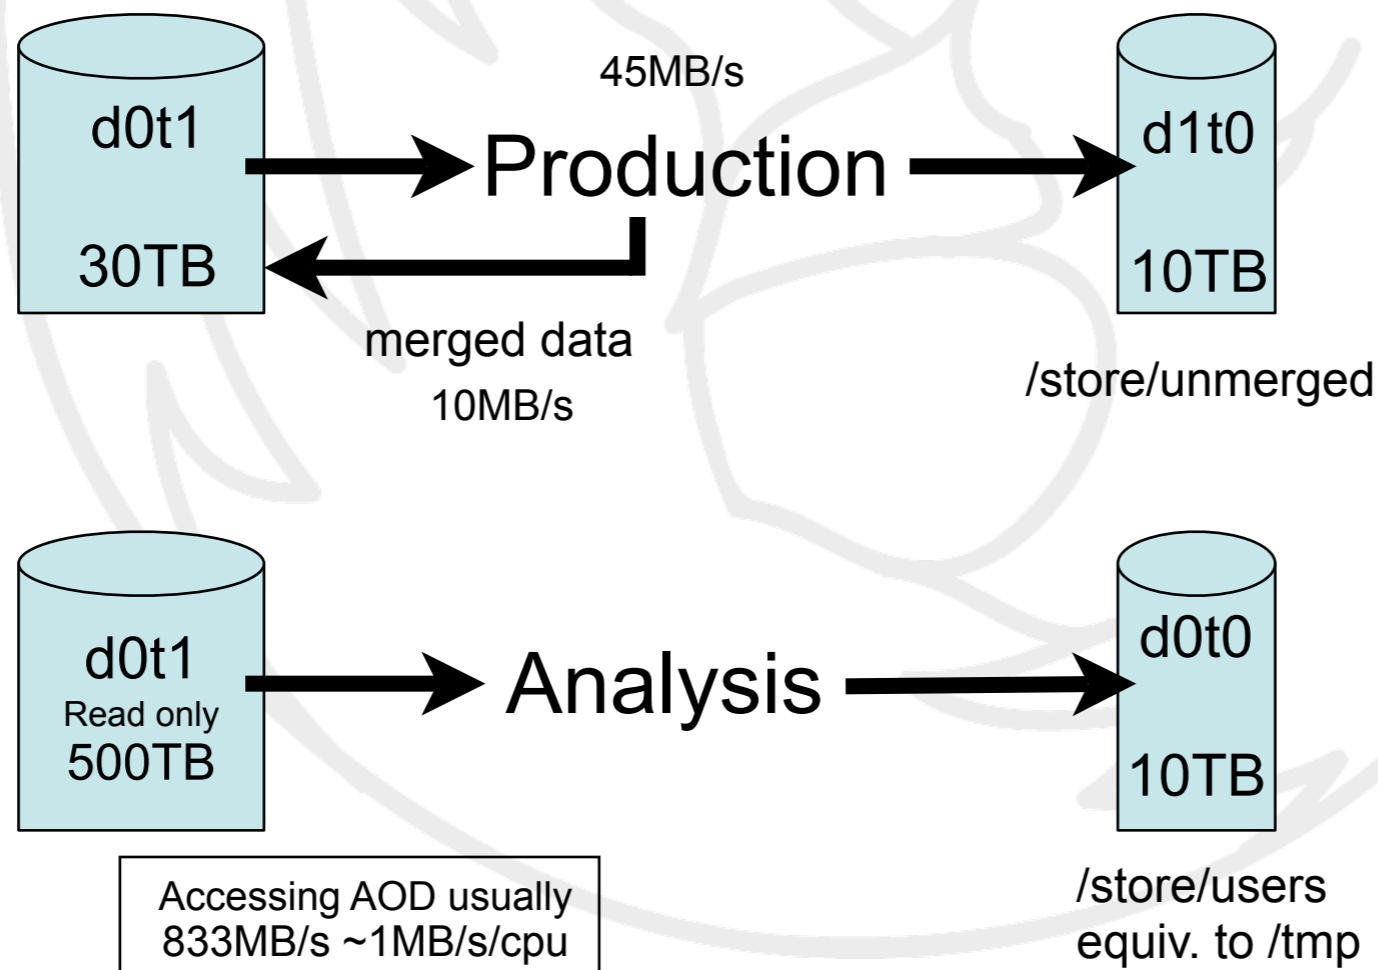 45MB/s
d0t1
Production
d1t0
30TB
10TB
merged data
10MB/s
/store/unmerged
d0t1
Read only
500TB
Analysis
d0t0
10TB
Accessing AOD usually
833MB/s ~1MB/s/cpu
/store/users
equiv. to /tmp